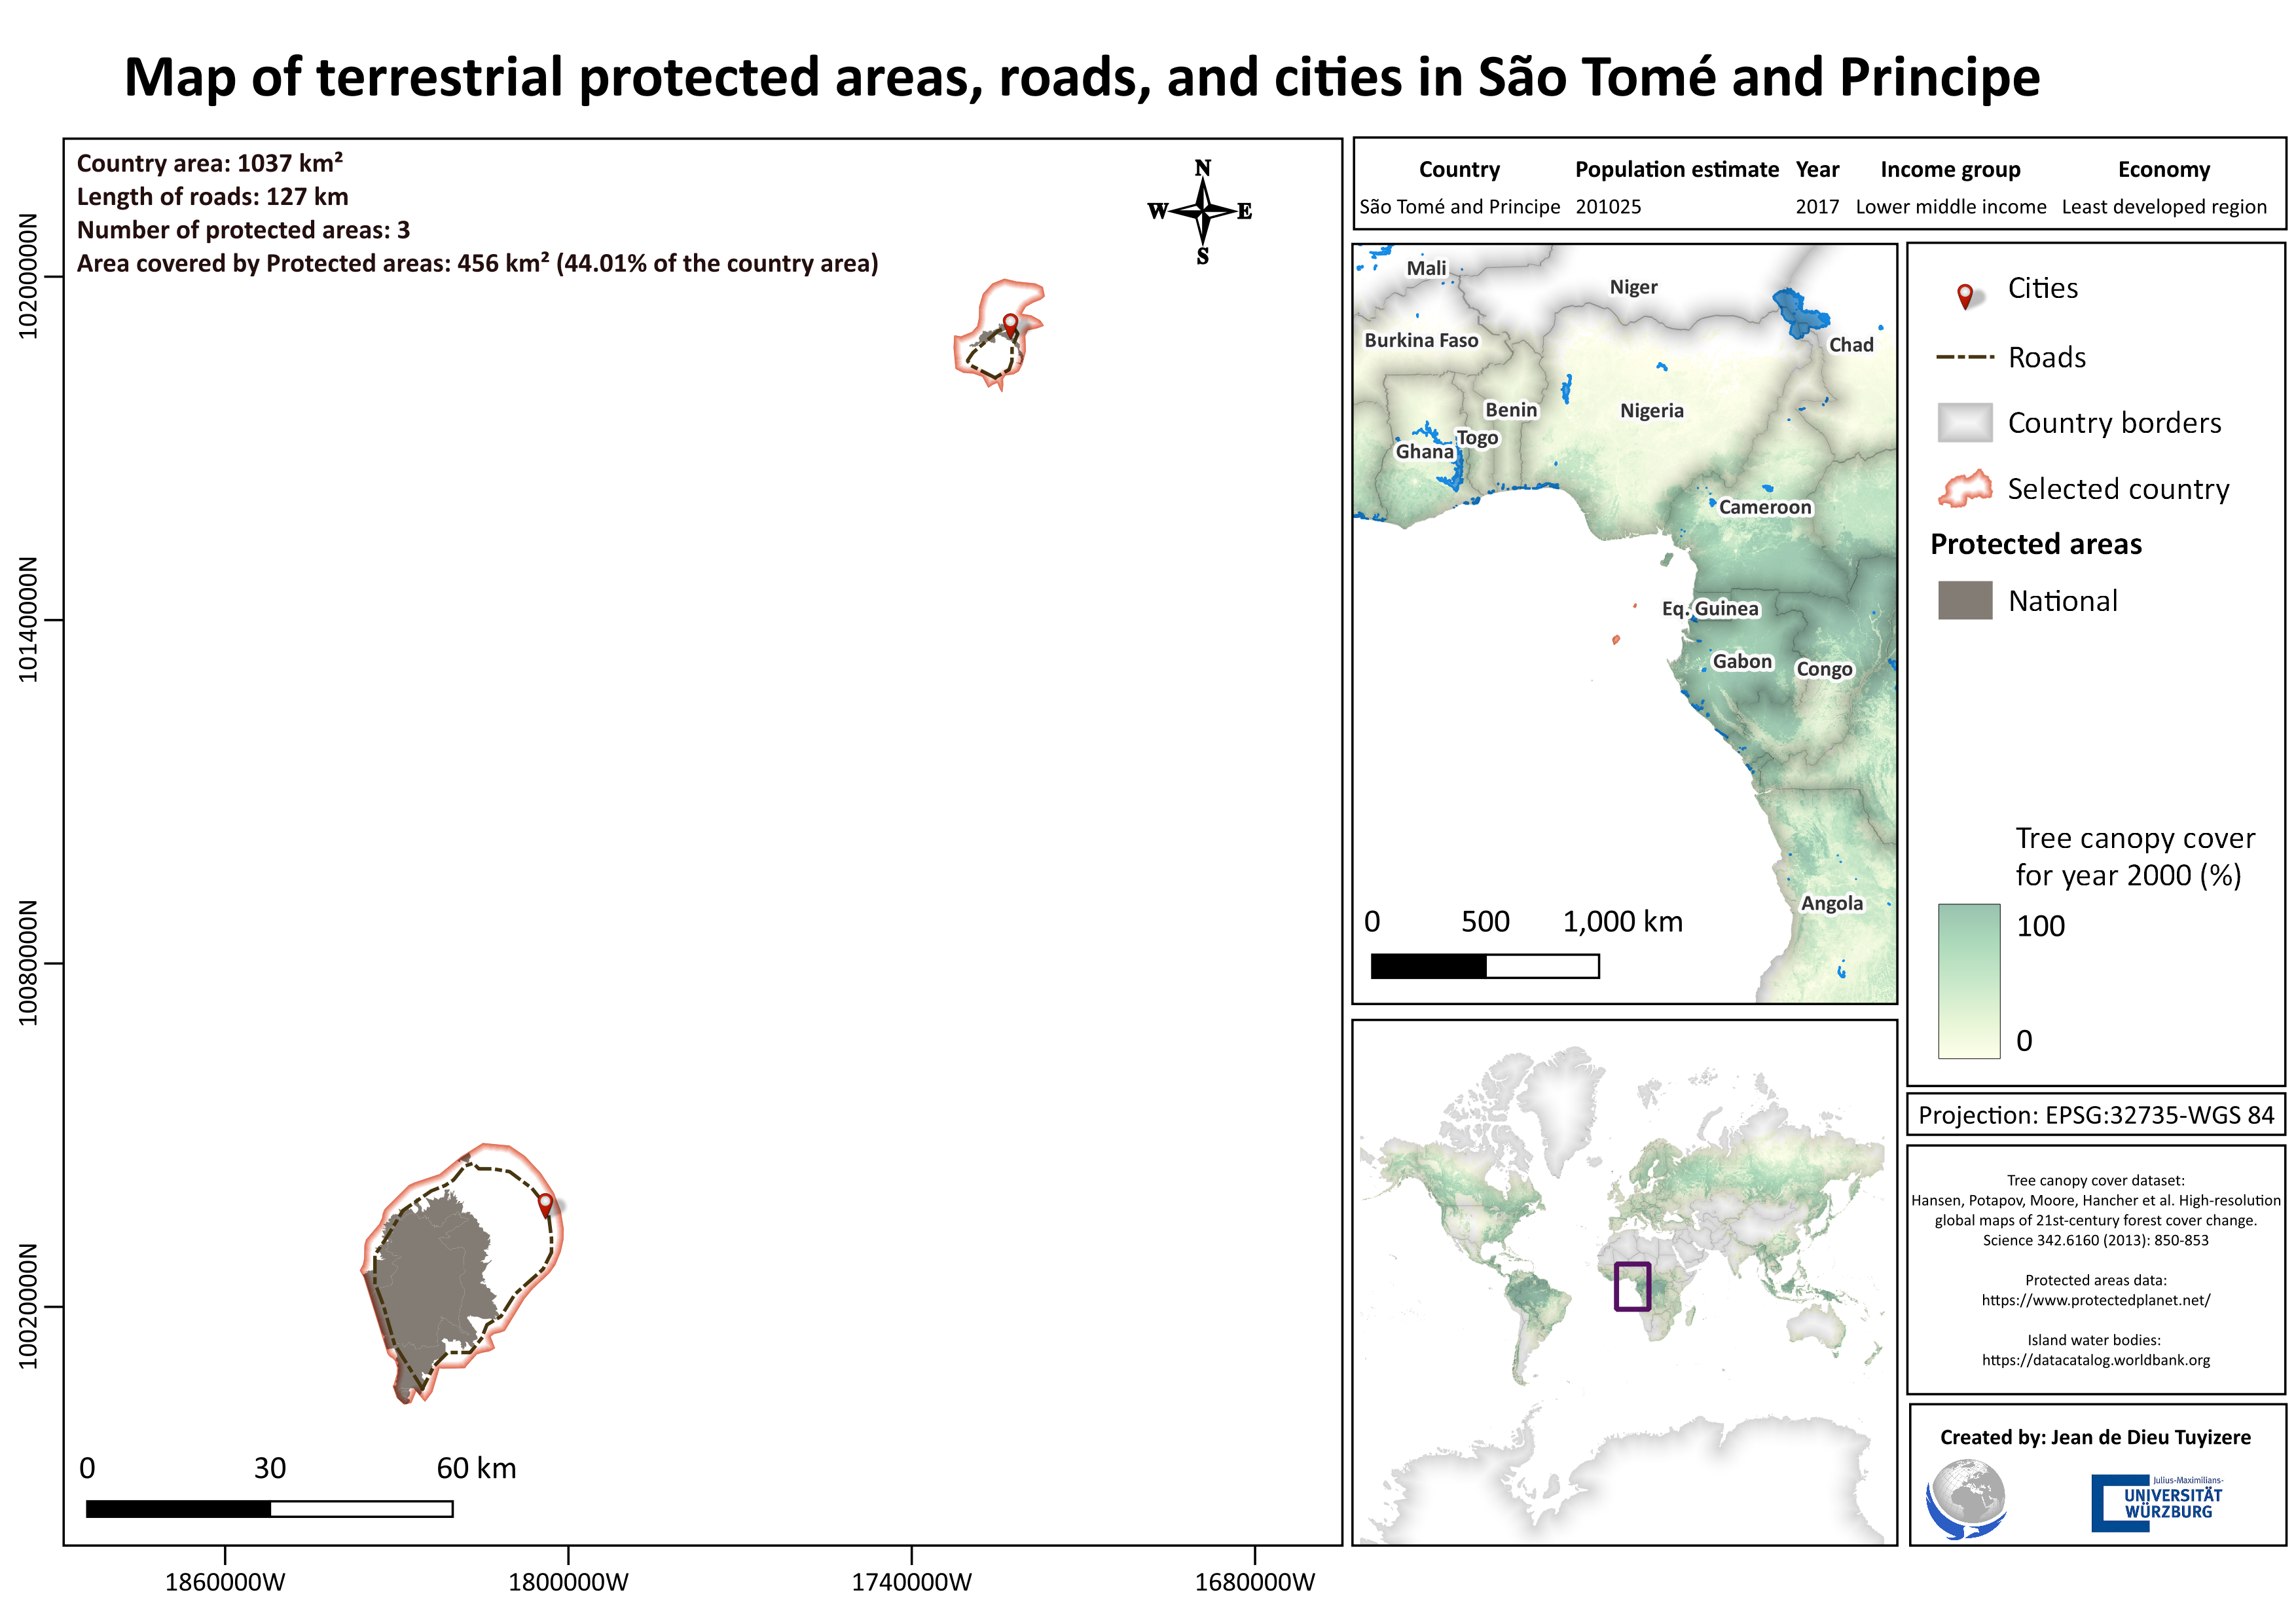 Map of terrestrial protected areas, roads, and cities in São Tomé and Principe
Country area: 1037 km²
Length of roads: 127 km
Number of protected areas: 3
Area covered by Protected areas: 456 km² (44.01% of the country area)
N
W E
S
10200000N
10140000N
10080000N
10020000N
0 30 60 km
1860000W 1800000W 1740000W 1680000W
Country Population estimate Year Income group Economy
São Tomé and Principe 201025 2017 Lower middle income Least developed region
Mali
Niger
Burkina Faso
Chad
Benin
Nigeria
Togo
Ghana
Cameroon
Eq. Guinea
Gabon
Congo
Angola
0 500 1,000 km
Cities
Roads
Country borders
Selected country
Protected areas
National
Tree canopy cover
for year 2000 (%)
100
0
Projection: EPSG:32735-WGS 84
Tree canopy cover dataset:
Hansen, Potapov, Moore, Hancher et al. High-resolution
global maps of 21st-century forest cover change.
Science 342.6160 (2013): 850-853
Protected areas data:
https://www.protectedplanet.net/
Island water bodies:
https://datacatalog.worldbank.org
Created by: Jean de Dieu Tuyizere
Julius-Maximilians-
UNIVERSITÄT
WÜRZBURG